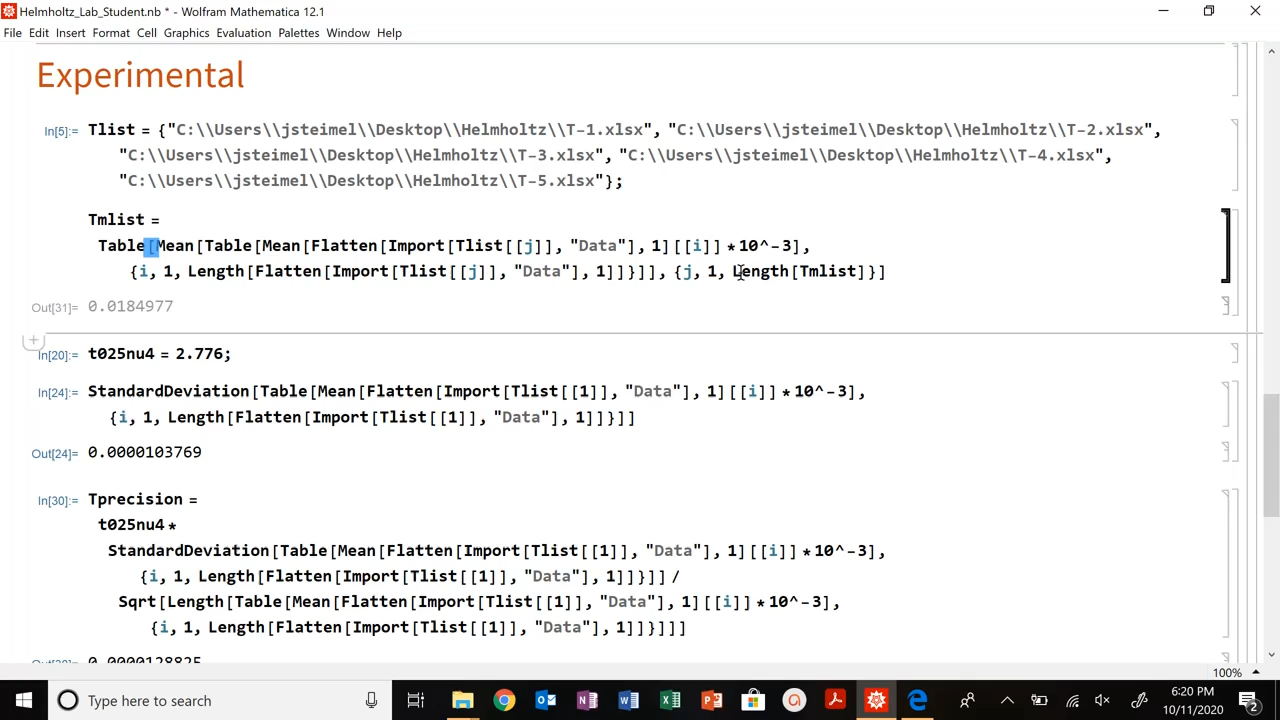 Helmholtz_Lab_Student.nb * - Wolfram Mathematica 12.1
File Edit Insert Format Cell Graphics Evaluation Palettes Window Help
Experimental
In[5]:= Tlist = {"C:\\Users\\jsteimel\\Desktop\\Helmholtz\\T-1.xlsx", "C:\\Users\\jsteimel\\Desktop\\Helmholtz\\T-2.xlsx",
"C:\\Users\\jsteimel\\Desktop\\Helmholtz\\T-3.xlsx", "C:\\Users\\jsteimel\\Desktop\\Helmholtz\\T-4.xlsx",
"C:\\Users\\jsteimel\\Desktop\\Helmholtz\\T-5.xlsx"};
Tmlist =
Table[Mean[Table[Mean[Flatten[Import[Tlist[[j]], "Data"], 1][[i]] * 10^-3],
{i, 1, Length[Flatten[Import[Tlist[[j]], "Data"], 1]]}]], {j, 1, Length[Tmlist]}]
Out[31]= 0.0184977
In[20]:= t025nu4 = 2.776;
In[24]:= StandardDeviation[Table[Mean[Flatten[Import[Tlist[[1]], "Data"], 1][[i]] * 10^-3],
{i, 1, Length[Flatten[Import[Tlist[[1]], "Data"], 1]]}]]
Out[24]= 0.0000103769
In[30]:= Tprecision =
t025nu4 *
StandardDeviation[Table[Mean[Flatten[Import[Tlist[[1]], "Data"], 1][[i]] * 10^-3],
{i, 1, Length[Flatten[Import[Tlist[[1]], "Data"], 1]]}]] /
Sqrt[Length[Table[Mean[Flatten[Import[Tlist[[1]], "Data"], 1][[i]] * 10^-3],
{i, 1, Length[Flatten[Import[Tlist[[1]], "Data"], 1]]}]]]
0.0000128825
100%
Type here to search
6:20 PM
10/11/2020
2